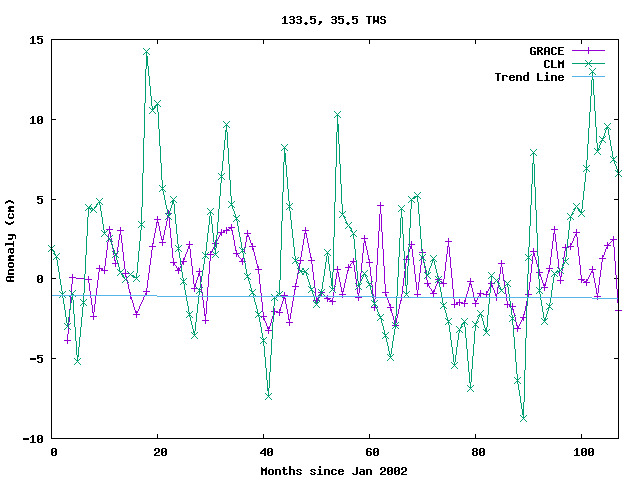 133.5, 35.5 TWS
GRACE
CLM
Trend Line
15
10
5
0
-5
-10
Anomaly (cm)
0 20 40 60 80 100
Months since Jan 2002